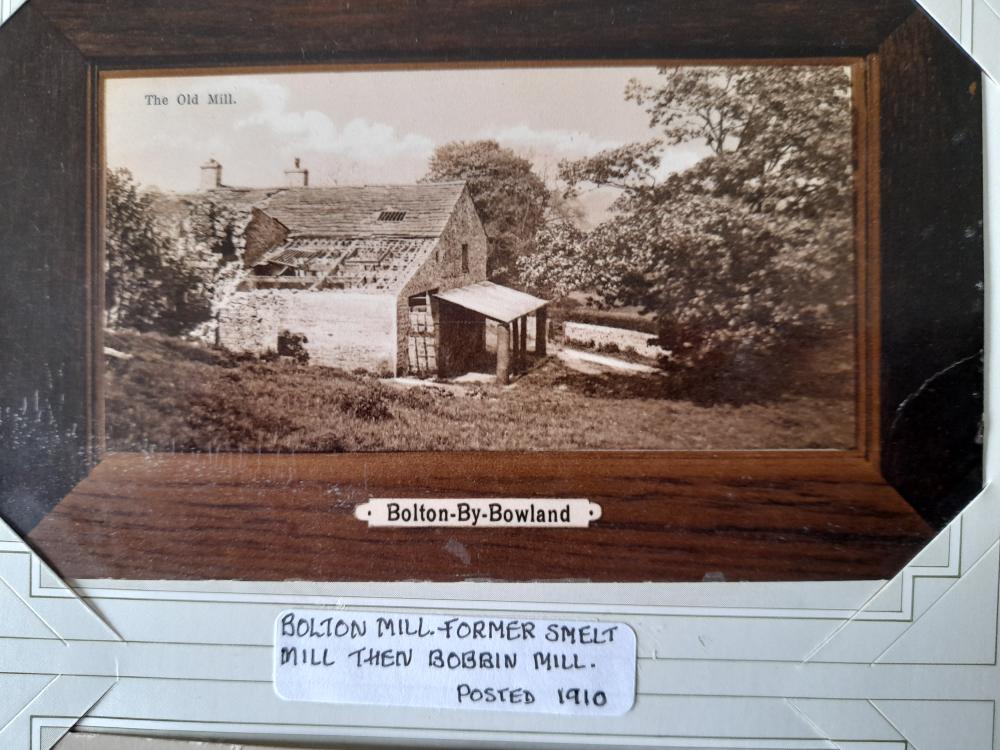 The Old Mill.
Bolton-By-Bowland
BOLTON MILL. FORMER SMELT
MILL THEN BOBBIN MILL.
POSTED 1910